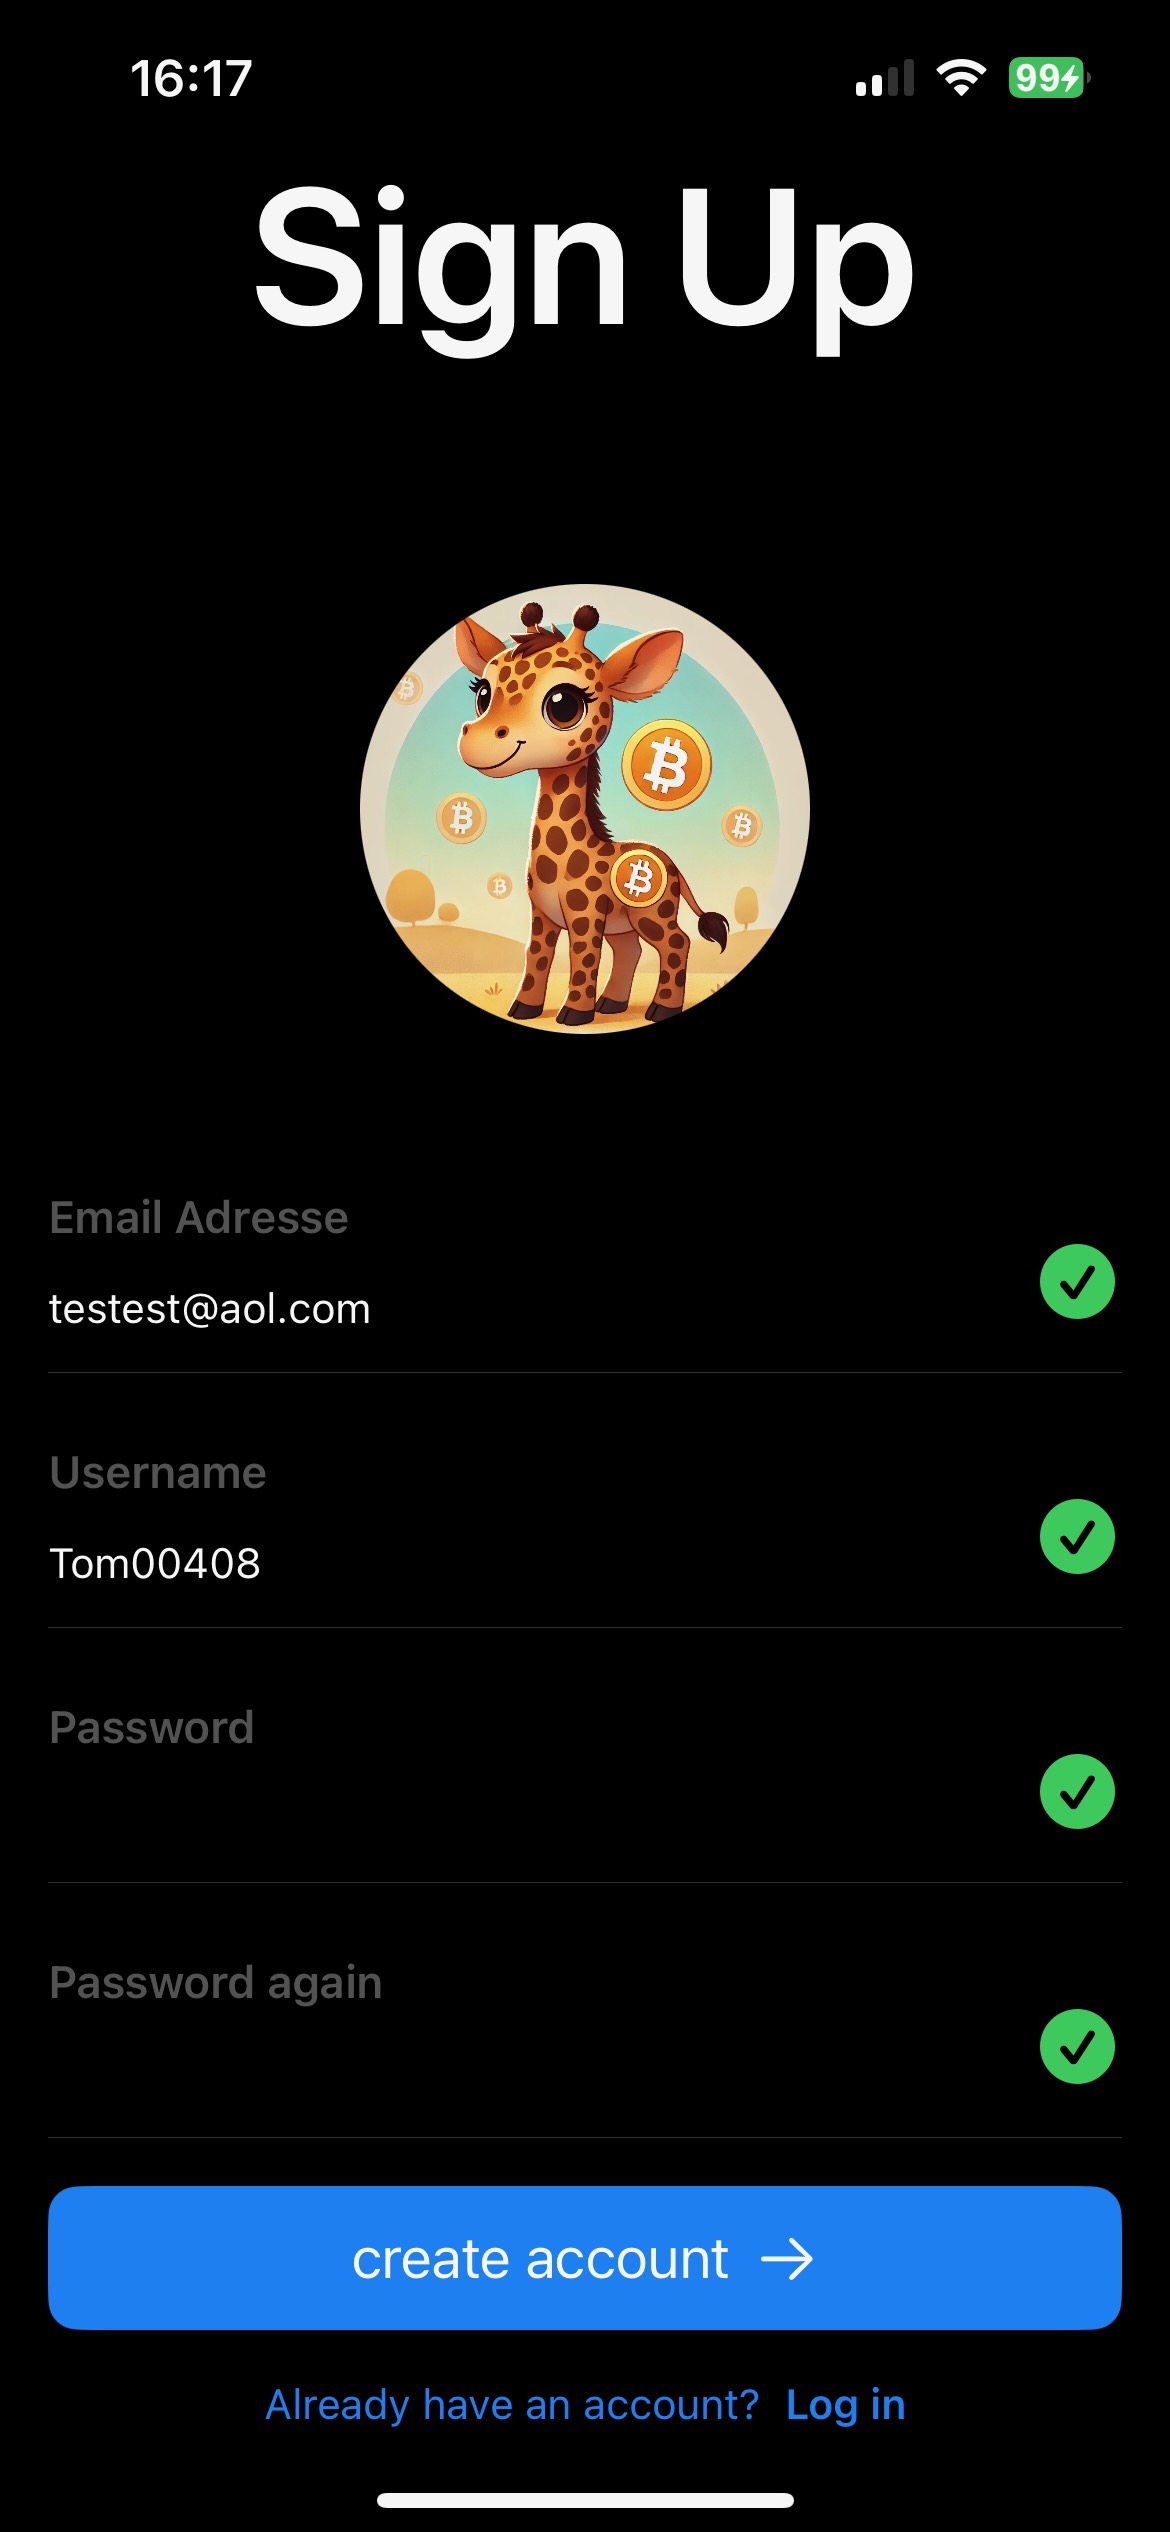 16:17
99
Sign Up
Email Adresse
testest@aol.com
Username
Tom00408
Password
Password again
create account →
Already have an account? Log in